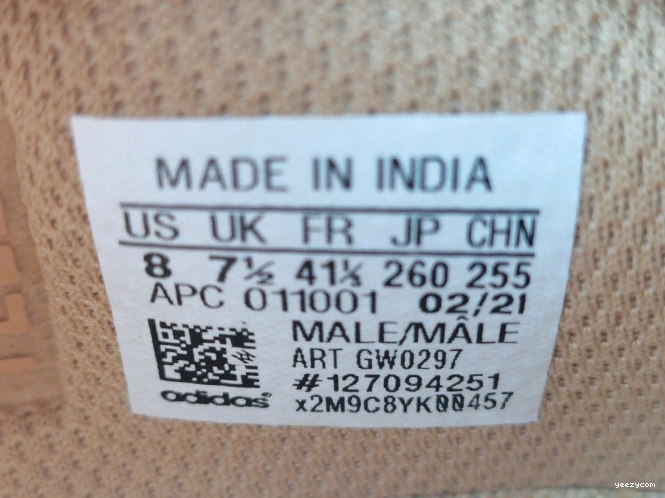 MADE IN INDIA
US UK FR JP CHN
8 7½ 41⅓ 260 255
APC 011001 02/21
MALE/MÂLE
ART GW0297
#127094251
adidas® x2M9C8YK00457
yeezycom